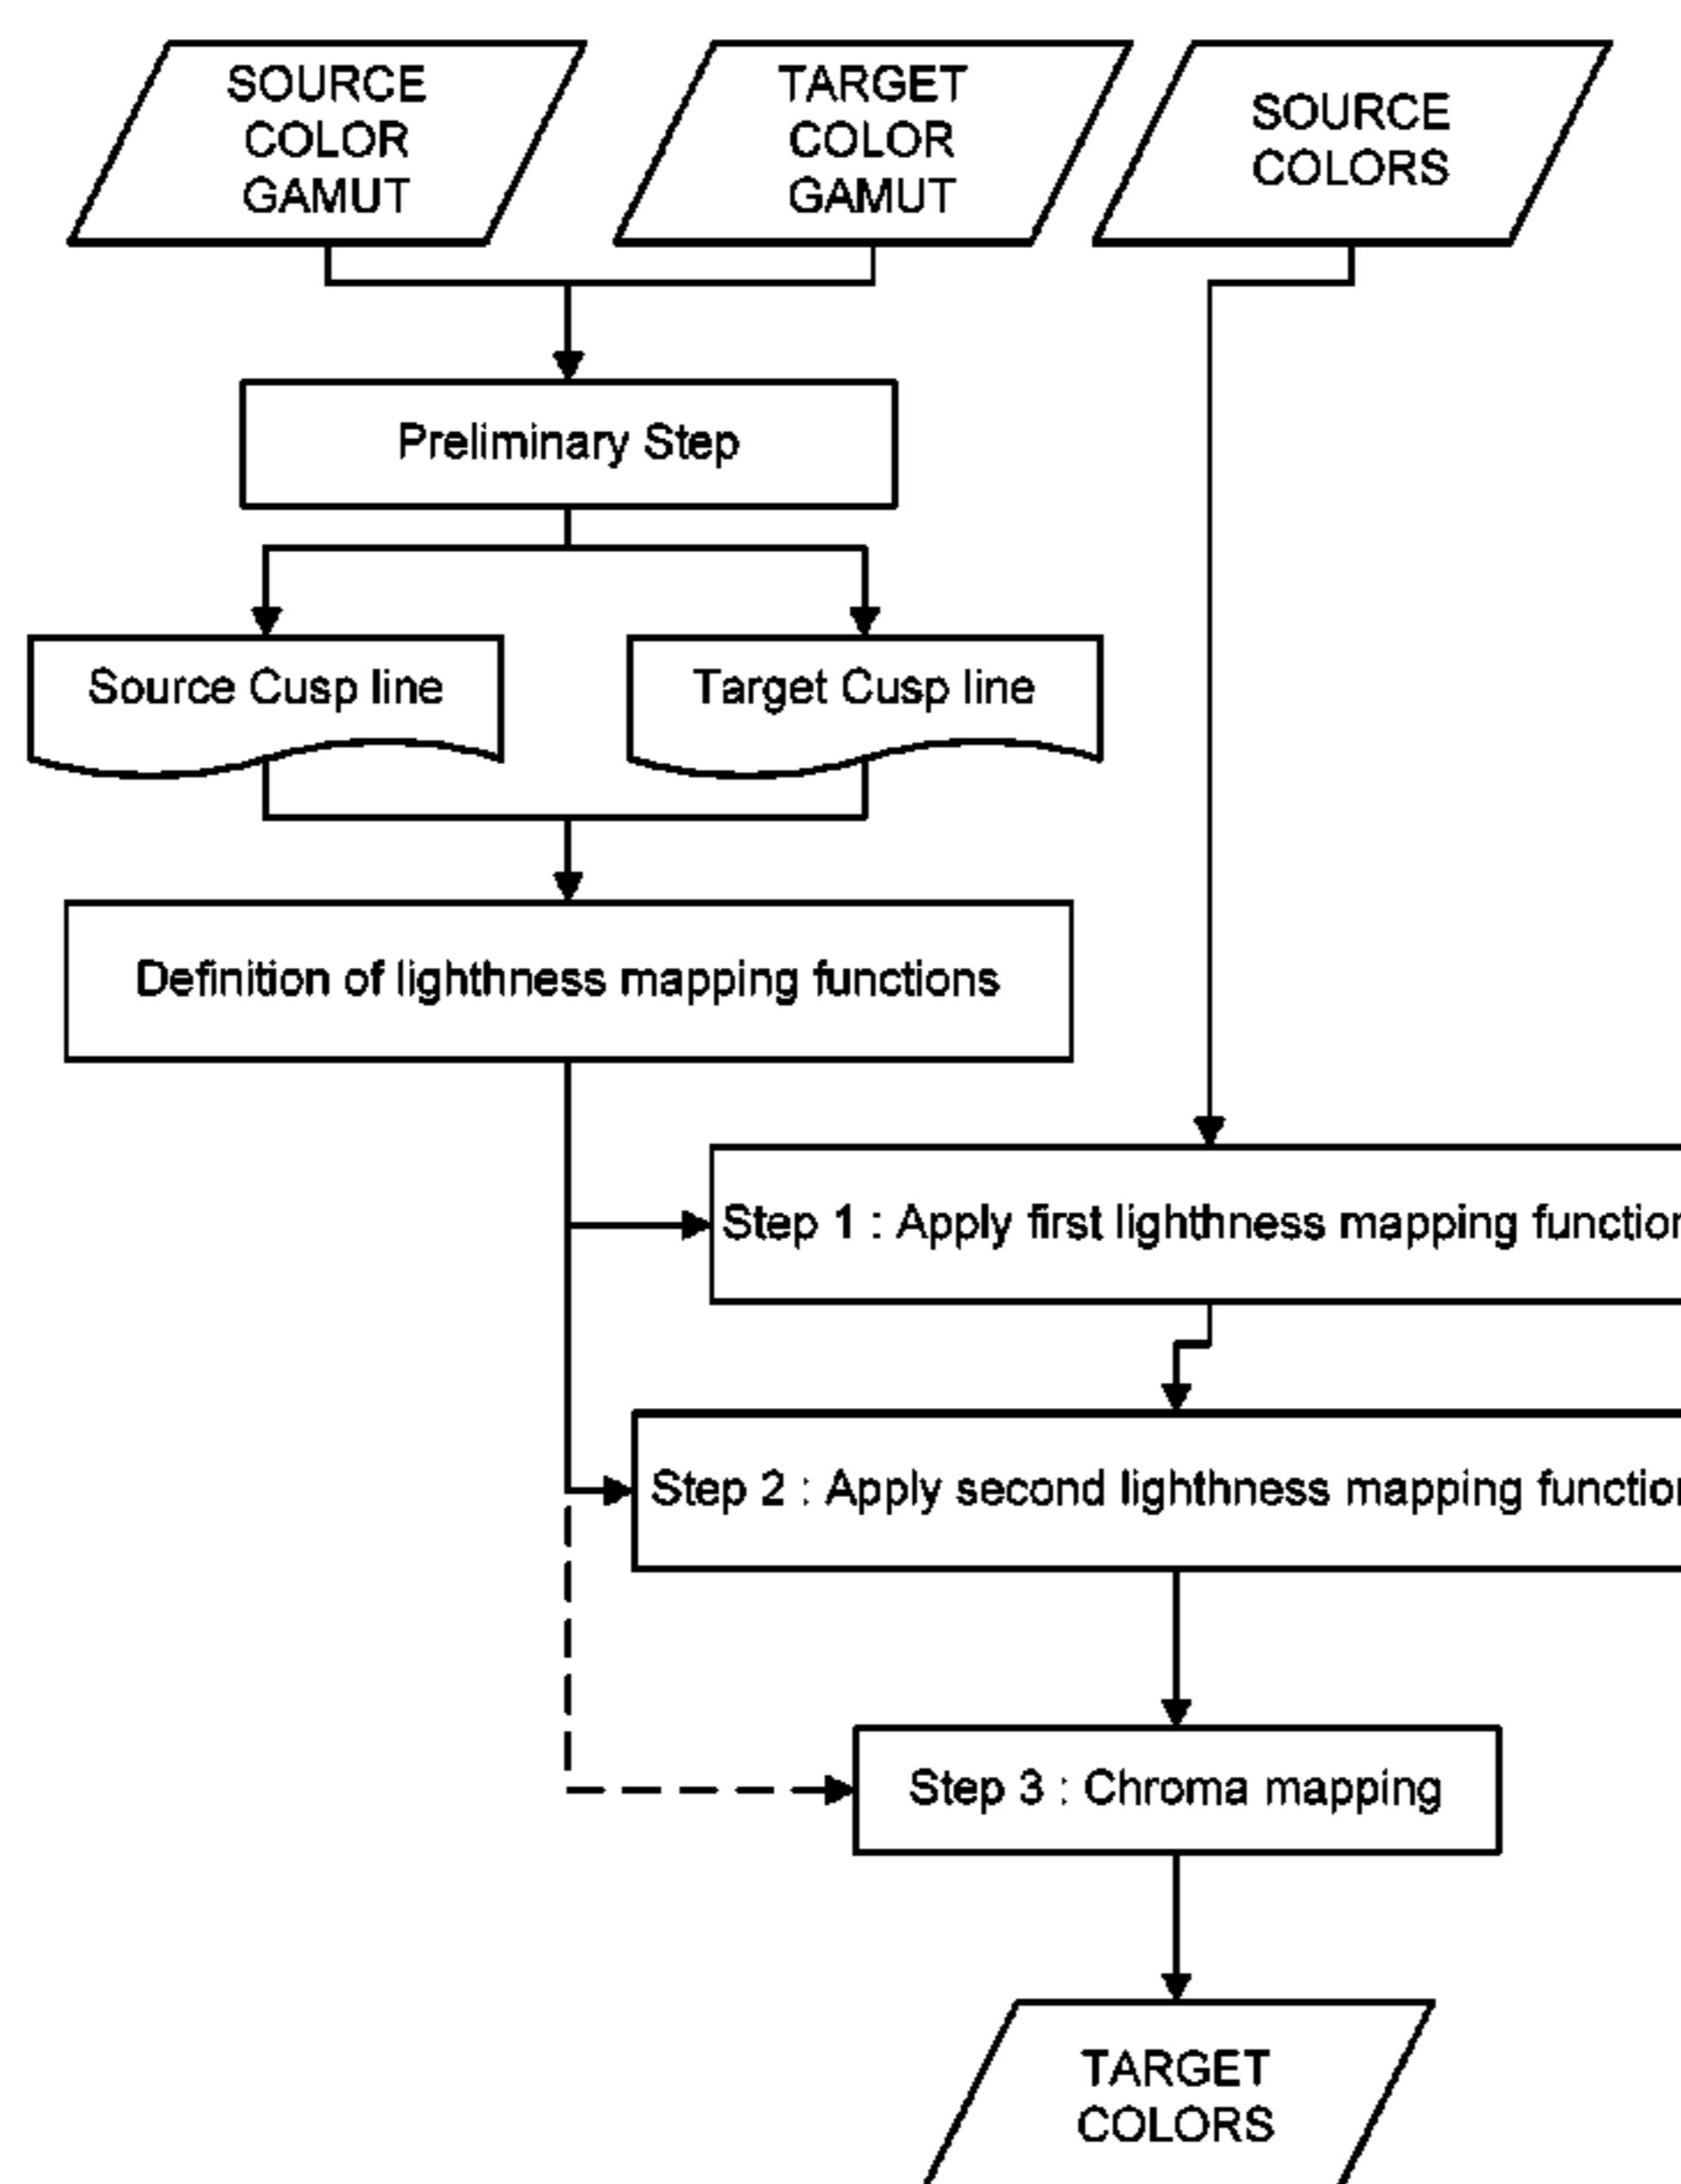 SOURCE
COLOR
GAMUT
TARGET
COLOR
GAMUT
SOURCE
COLORS
Preliminary Step
Source Cusp line
Target Cusp line
Definition of lighthness mapping functions
Step 1 : Apply first lighthness mapping function
Step 2 : Apply second lighthness mapping function
Step 3 : Chroma mapping
TARGET
COLORS